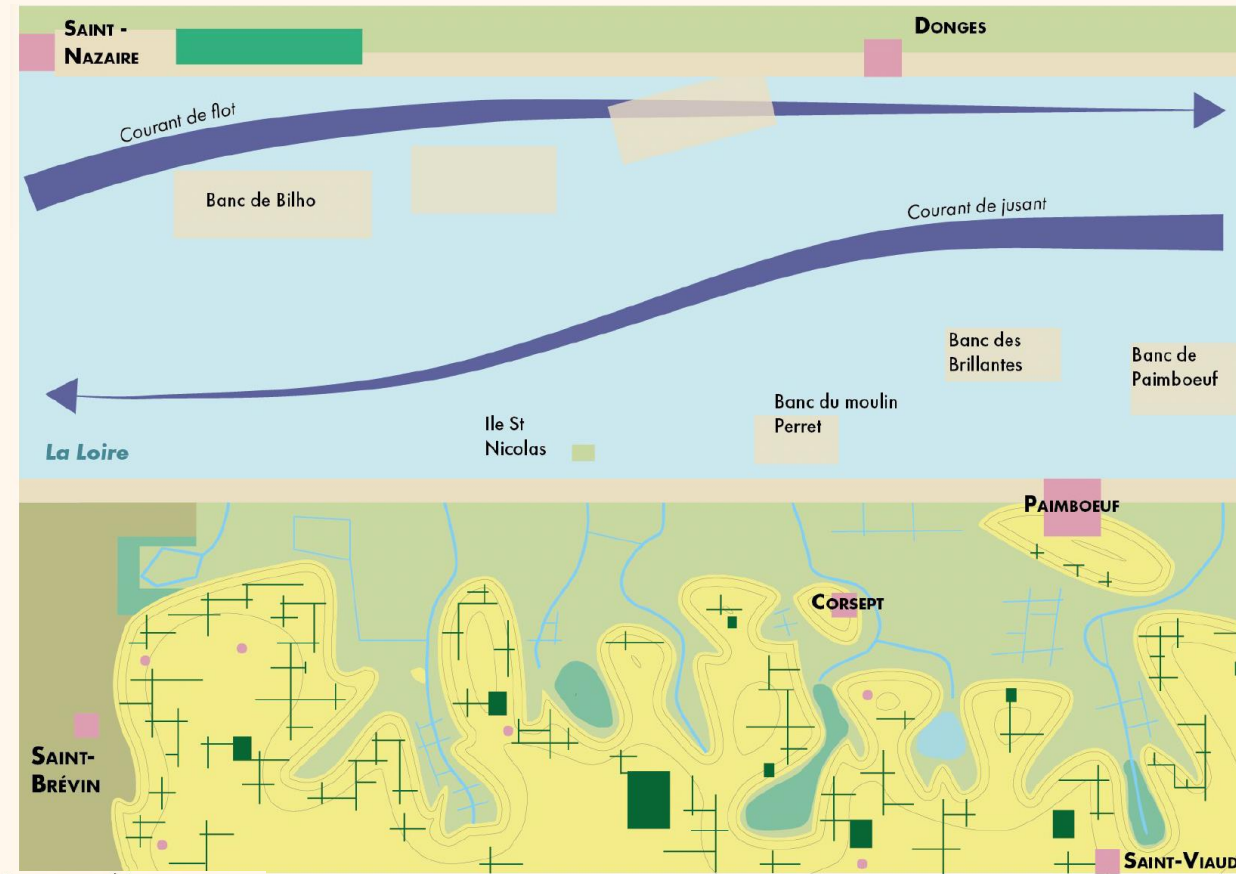 SAINT -
NAZAIRE
DONGES
Courant de flot
Banc de Bilho
Courant de jusant
Banc des
Brillantes
Banc de
Paimboeuf
Banc du moulin
Perret
Ile St
Nicolas
La Loire
PAIMBOEUF
CORSEPT
SAINT-
BRÉVIN
SAINT-VIAUD